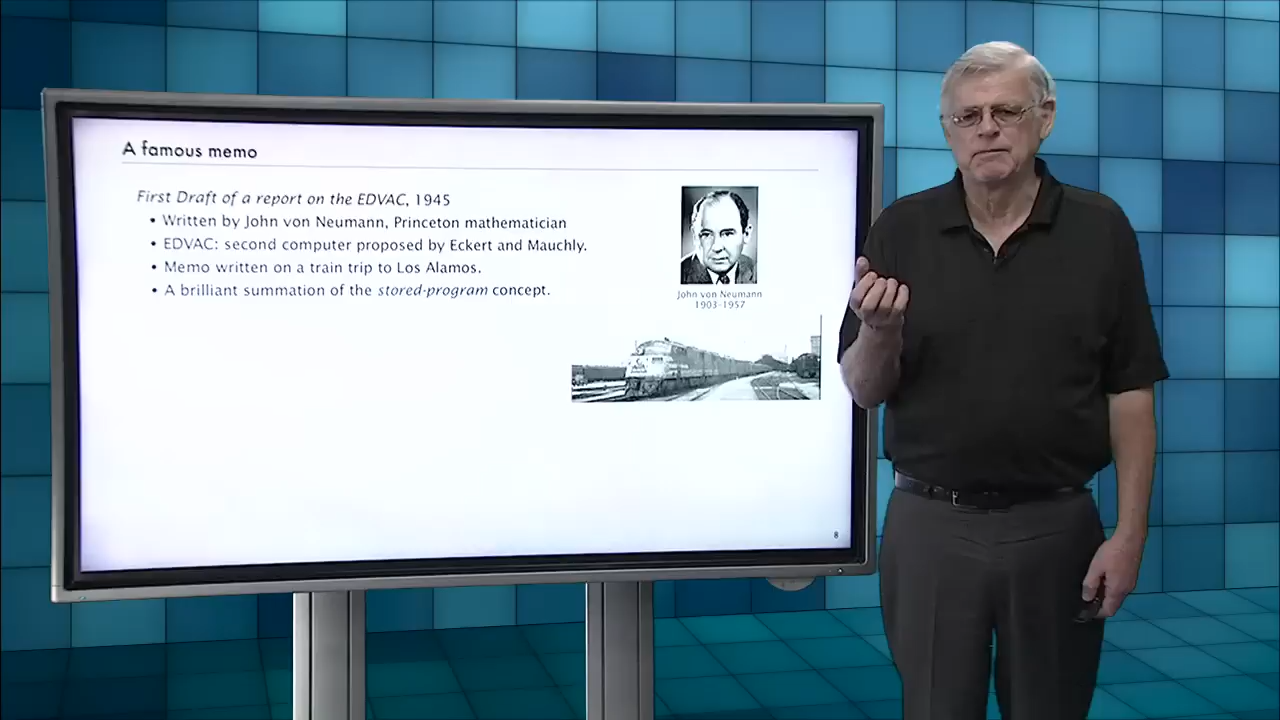 A famous memo
First Draft of a report on the EDVAC, 1945
• Written by John von Neumann, Princeton mathematician
• EDVAC: second computer proposed by Eckert and Mauchly.
• Memo written on a train trip to Los Alamos.
• A brilliant summation of the stored-program concept.
John von Neumann
1903–1957
8